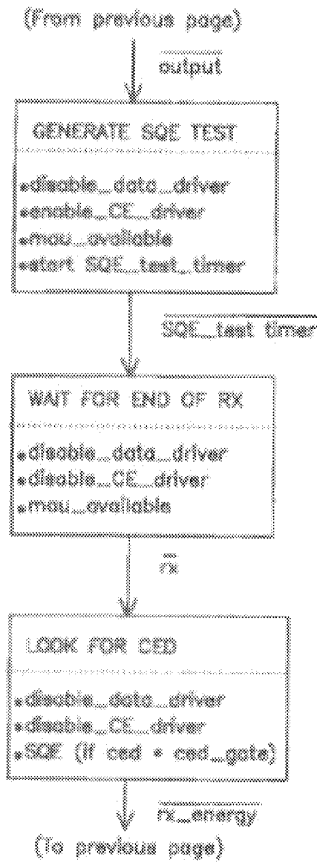 (From previous page)
output
GENERATE SQE TEST
•disable_data_driver
•enable_CE_driver
•mau_available
•start SQE_test_timer
SQE_test timer
WAIT FOR END OF RX
•disable_data_driver
•disable_CE_driver
•mau_available
rx
LOOK FOR CED
•disable_data_driver
•disable_CE_driver
•SQE (if ced * ced_gate)
rx_energy
(To previous page)